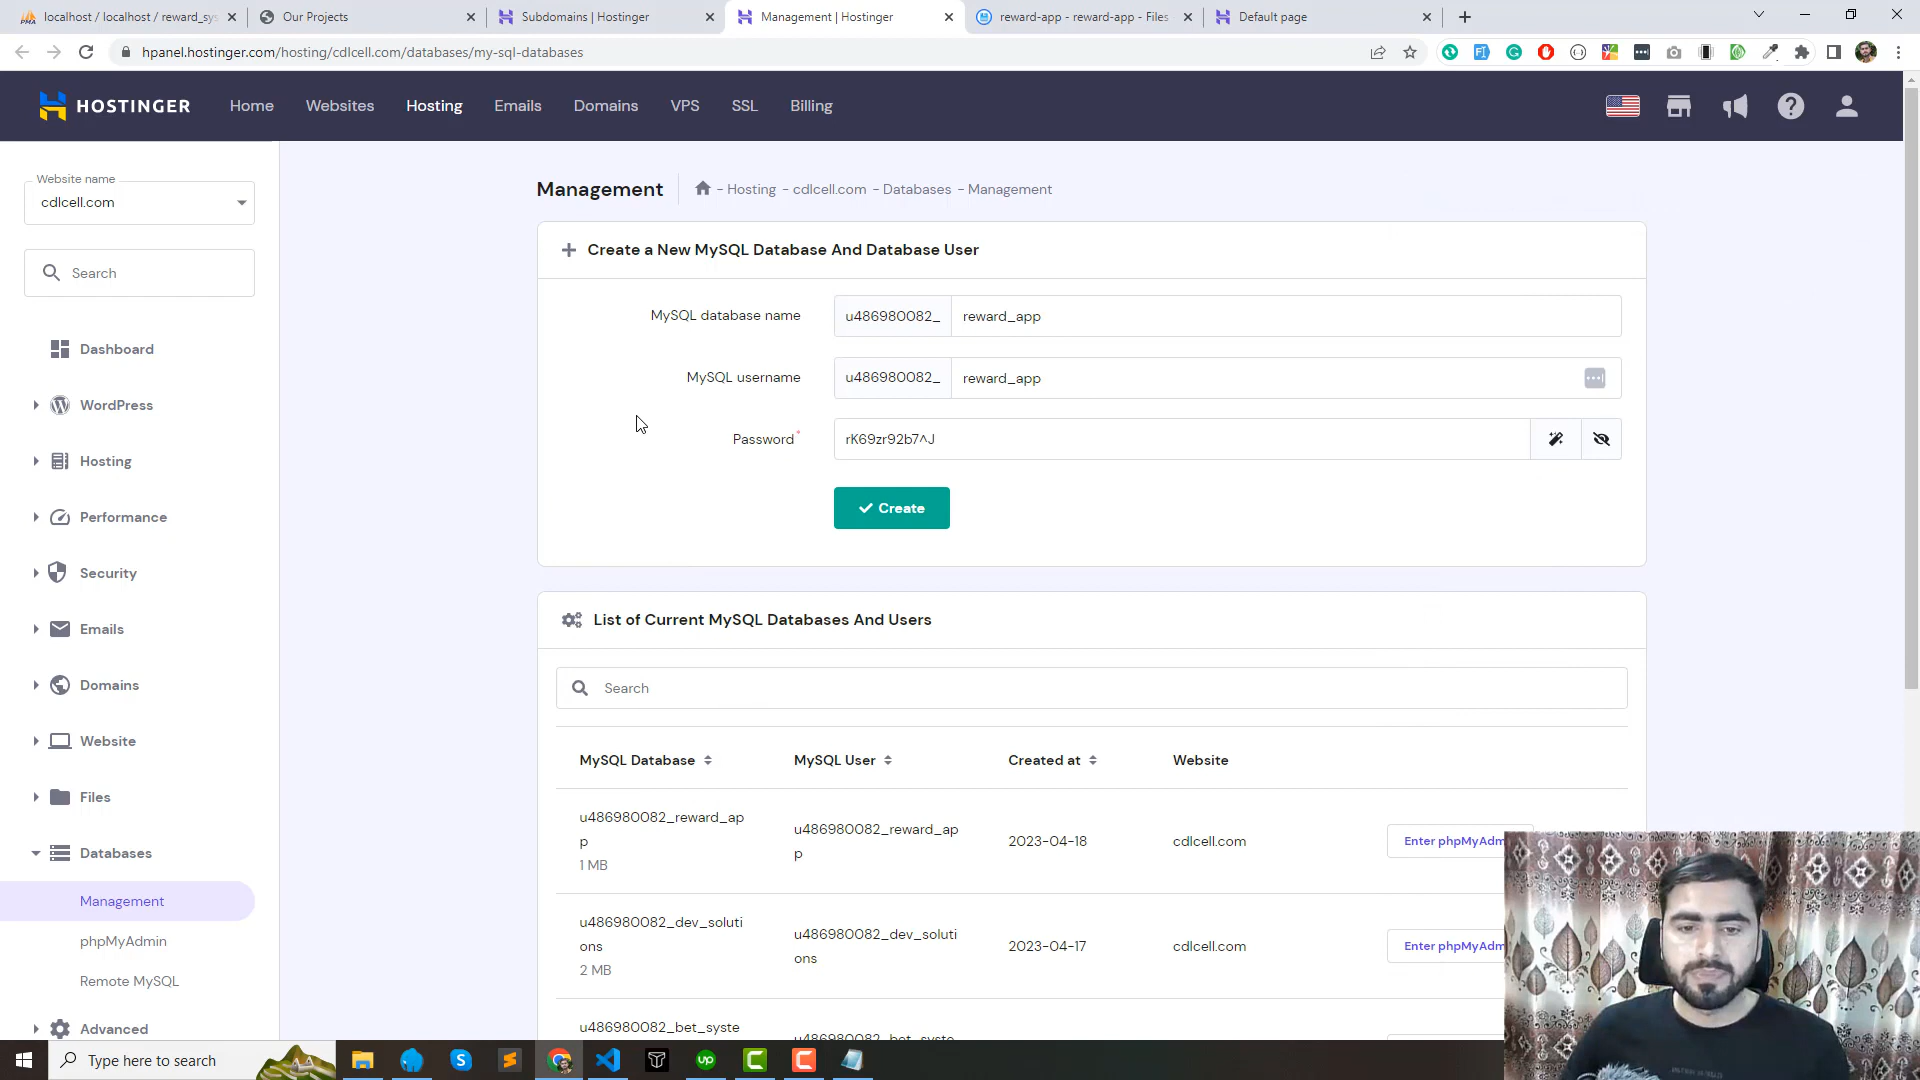 localhost / localhost / reward_sy
Our Projects
Subdomains | Hostinger
Management | Hostinger
reward-app - reward-app - Files
Default page
hpanel.hostinger.com/hosting/cdlcell.com/databases/my-sql-databases
HOSTINGER
Home
Websites
Hosting
Emails
Domains
VPS
SSL
Billing
Website name
cdlcell.com
Search
Dashboard
WordPress
Hosting
Performance
Security
Emails
Domains
Website
Files
Databases
Management
phpMyAdmin
Remote MySQL
Advanced
Management
- Hosting - cdlcell.com - Databases - Management
Create a New MySQL Database And Database User
MySQL database name
u486980082_
reward_app
MySQL username
u486980082_
reward_app
Password*
rK69zr92b7^J
Create
List of Current MySQL Databases And Users
Search
MySQL Database
MySQL User
Created at
Website
u486980082_reward_ap
p
1 MB
u486980082_reward_ap
p
2023-04-18
cdlcell.com
Enter phpMyAdm
u486980082_dev_soluti
ons
2 MB
u486980082_dev_soluti
ons
2023-04-17
cdlcell.com
Enter phpMyAdm
u486980082_bet_syste
u486980082_bet_syste
Type here to search